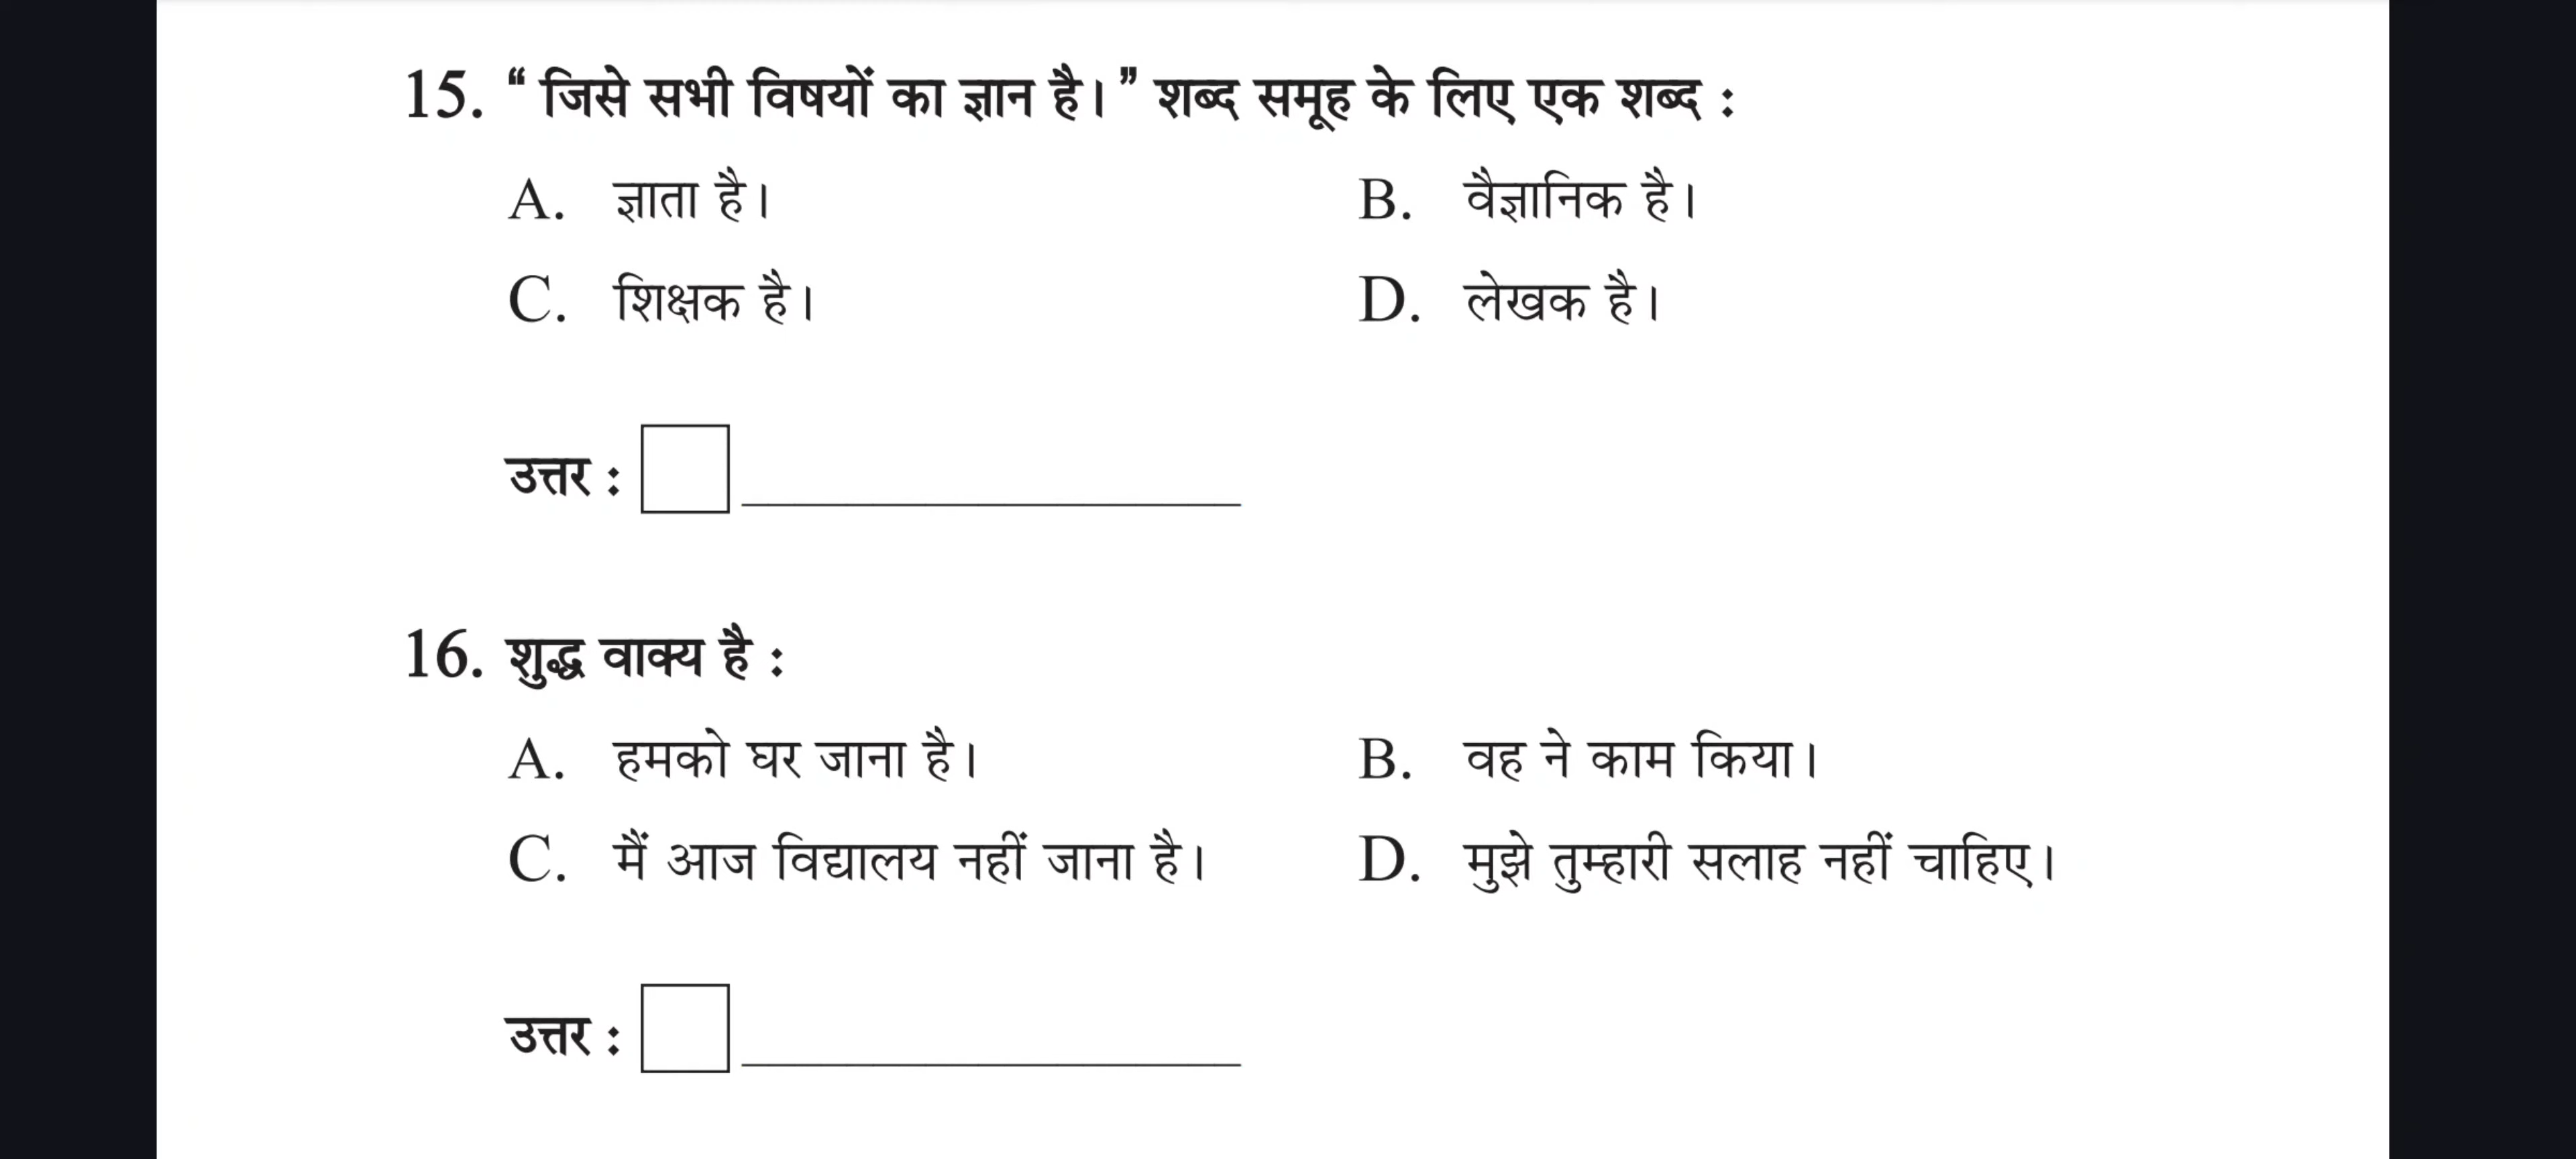 15. “ जिसे सभी विषयों का ज्ञान है। ” शब्द समूह के लिए एक शब्द :
A. ज्ञाता है। B. वैज्ञानिक है।
C. शिक्षक है। D. लेखक है।
उत्तर :
16. शुद्ध वाक्य है :
A. हमको घर जाना है। B. वह ने काम किया।
C. मैं आज विद्यालय नहीं जाना है। D. मुझे तुम्हारी सलाह नहीं चाहिए।
उत्तर :